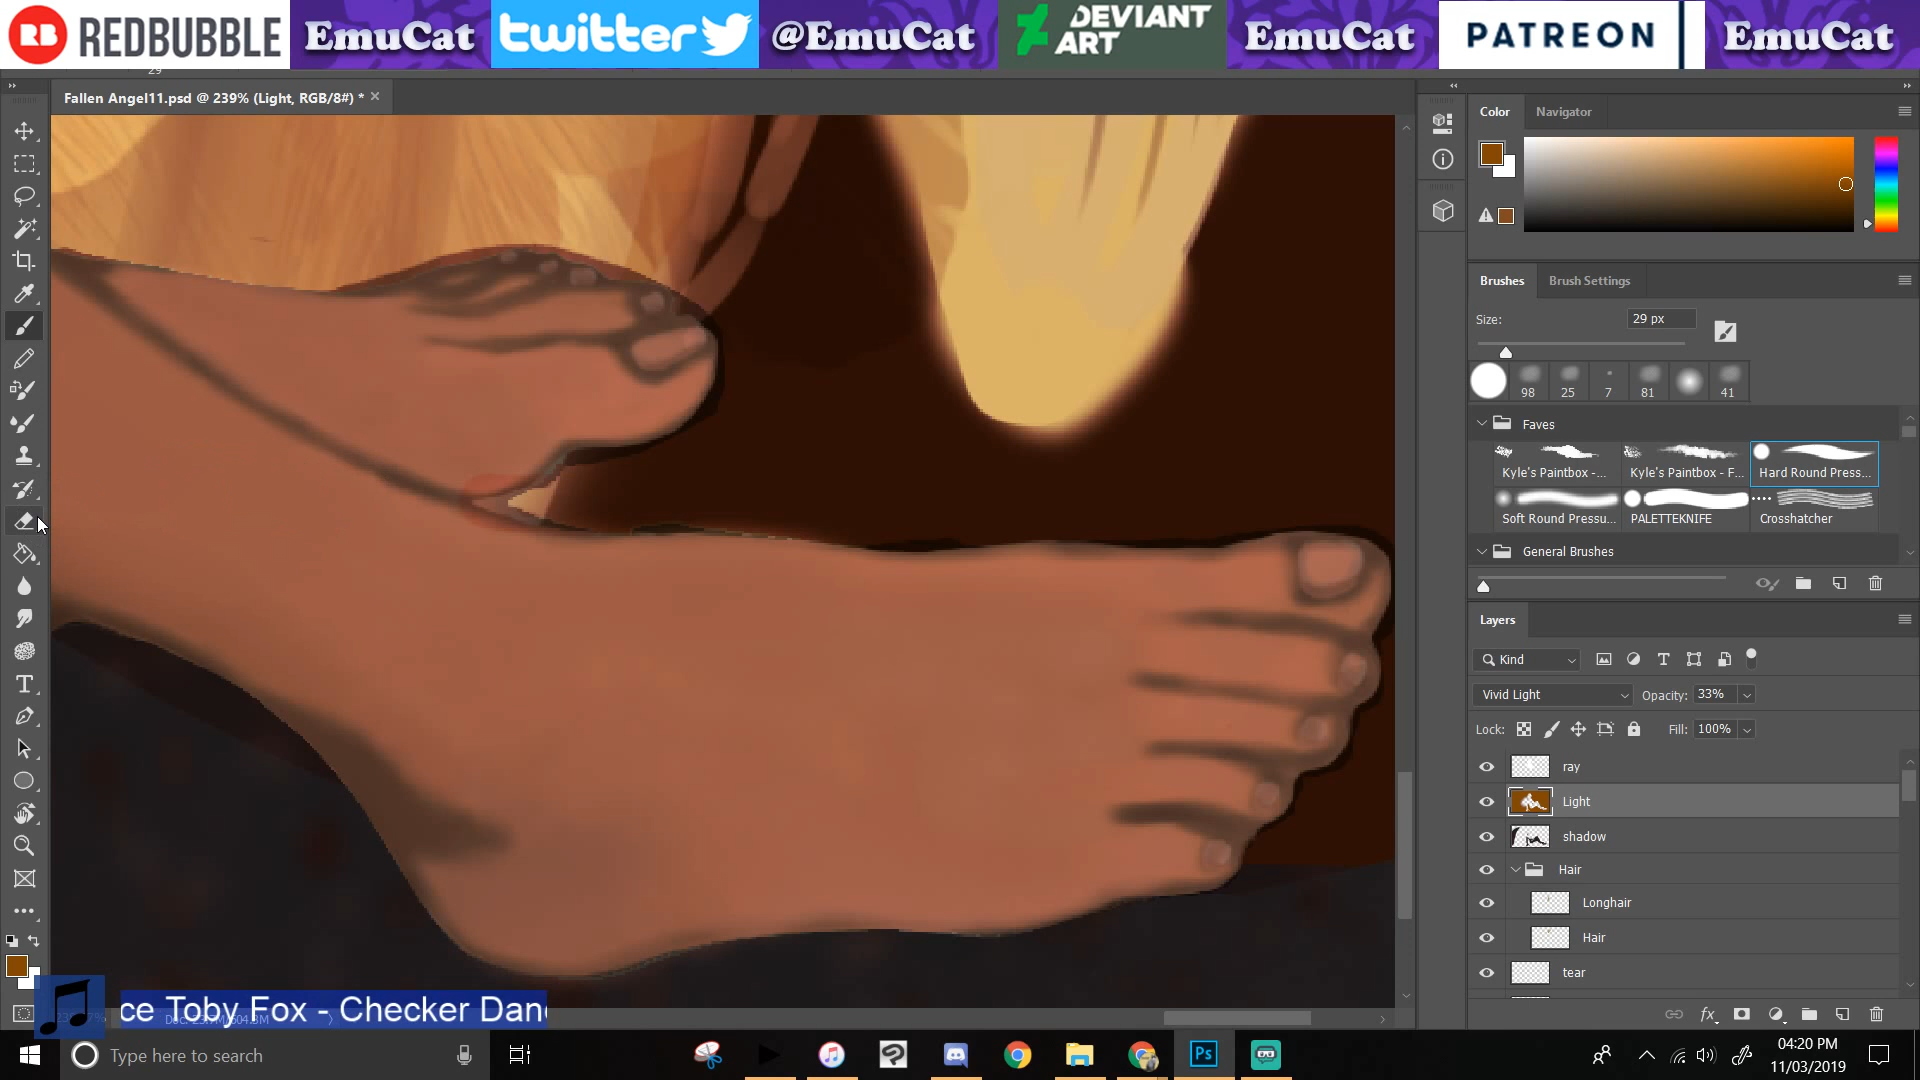 REDBUBBLE EmuCat twitter @EmuCat DEVIANT ART EmuCat PATREON EmuCat
29
Fallen Angel11.psd @ 239% (Light, RGB/8#) *
Color Navigator
Brushes Brush Settings
Size: 29 px
98 25 7 81 41
Faves
Kyle's Paintbox -... Kyle's Paintbox - F... Hard Round Press...
Soft Round Pressu... PALETTEKNIFE Crosshatcher
General Brushes
Layers
Kind
Vivid Light Opacity: 33%
Lock: Fill: 100%
ray
Light
shadow
Hair
Longhair
Hair
tear
ce Toby Fox - Checker Dan
Type here to search
Ps
04:20 PM
11/03/2019